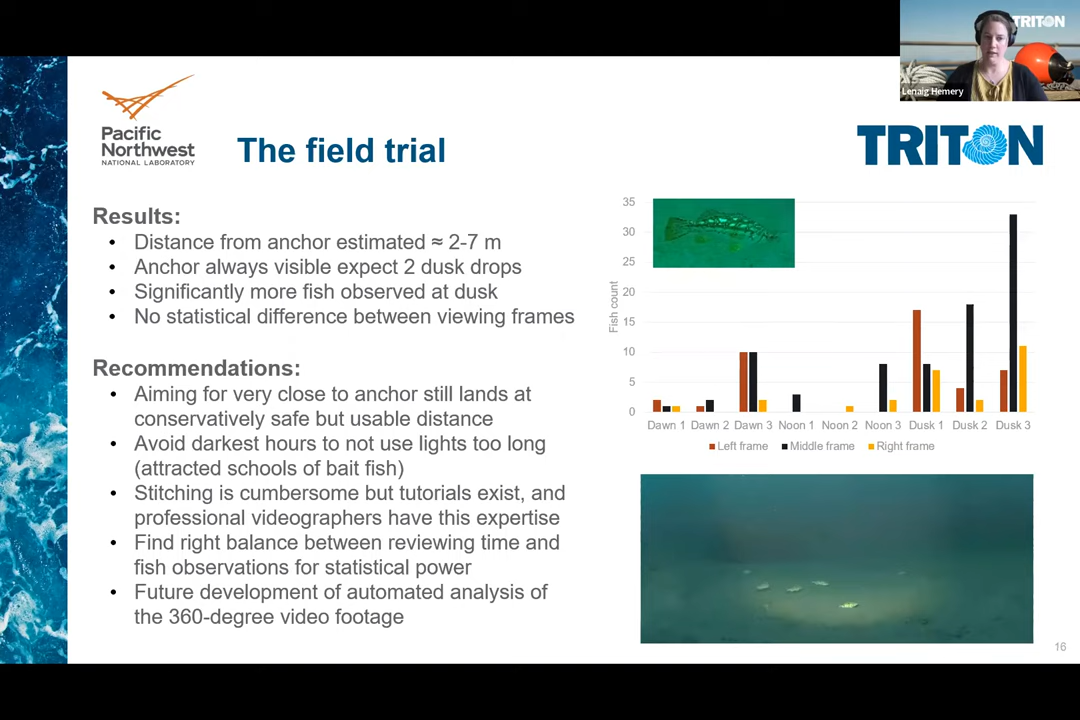 TRITON
Lenaig Hemery
Pacific
Northwest
NATIONAL LABORATORY
The field trial
TRITON
Results:
• Distance from anchor estimated ≈ 2-7 m
• Anchor always visible expect 2 dusk drops
• Significantly more fish observed at dusk
• No statistical difference between viewing frames
Recommendations:
• Aiming for very close to anchor still lands at
conservatively safe but usable distance
• Avoid darkest hours to not use lights too long
(attracted schools of bait fish)
• Stitching is cumbersome but tutorials exist, and
professional videographers have this expertise
• Find right balance between reviewing time and
fish observations for statistical power
• Future development of automated analysis of
the 360-degree video footage
35
30
25
20
15
10
5
0
Fish count
Dawn 1 Dawn 2 Dawn 3 Noon 1 Noon 2 Noon 3 Dusk 1 Dusk 2 Dusk 3
Left frame Middle frame Right frame
16